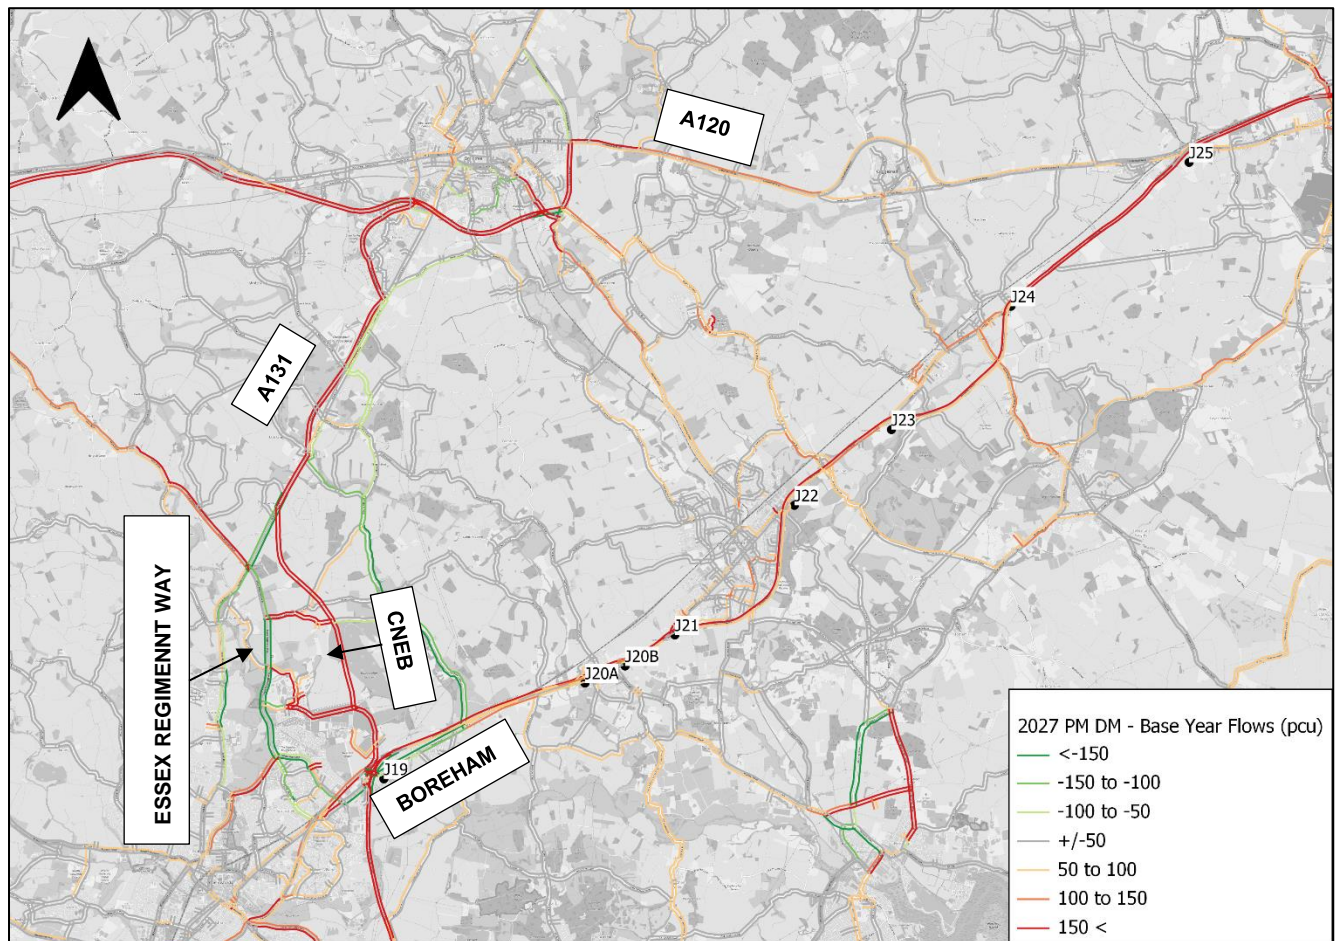 A120
J25
J24
A131
J23
J22
ESSEX REGIMENNT WAY
CNEB
J21
J20B
J20A
BOREHAM
J19
2027 PM DM - Base Year Flows (pcu)
<-150
-150 to -100
-100 to -50
+/-50
50 to 100
100 to 150
150 <